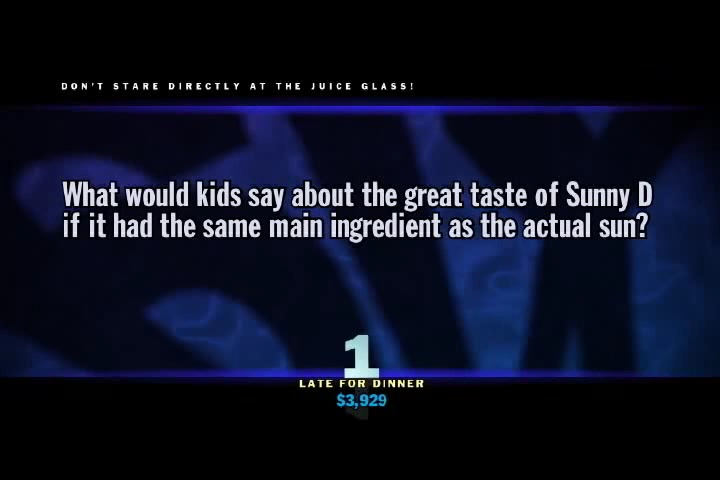 DON'T STARE DIRECTLY AT THE JUICE GLASS!
What would kids say about the great taste of Sunny D
if it had the same main ingredient as the actual sun?
1
LATE FOR DINNER
$3,929